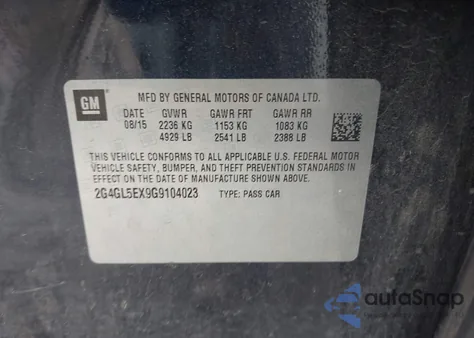 GM
MFD BY GENERAL MOTORS OF CANADA LTD.
DATE GVWR GAWR FRT GAWR RR
08/15 2236 KG 1153 KG 1083 KG
4929 LB 2541 LB 2388 LB
THIS VEHICLE CONFORMS TO ALL APPLICABLE U.S. FEDERAL MOTOR
VEHICLE SAFETY, BUMPER, AND THEFT PREVENTION STANDARDS IN
EFFECT ON THE DATE OF MANUFACTURE SHOWN ABOVE.
2G4GL5EX9G9104023 TYPE: PASS CAR
autoSnap